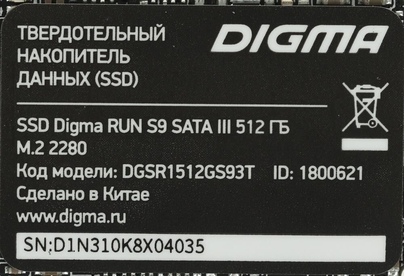 ТВЕРДОТЕЛЬНЫЙ
НАКОПИТЕЛЬ
ДАННЫХ (SSD)
DIGMA
SSD Digma RUN S9 SATA III 512 ГБ
M.2 2280
Код модели: DGSR1512GS93T ID: 1800621
Сделано в Китае
www.digma.ru
SN:D1N310K8X04035